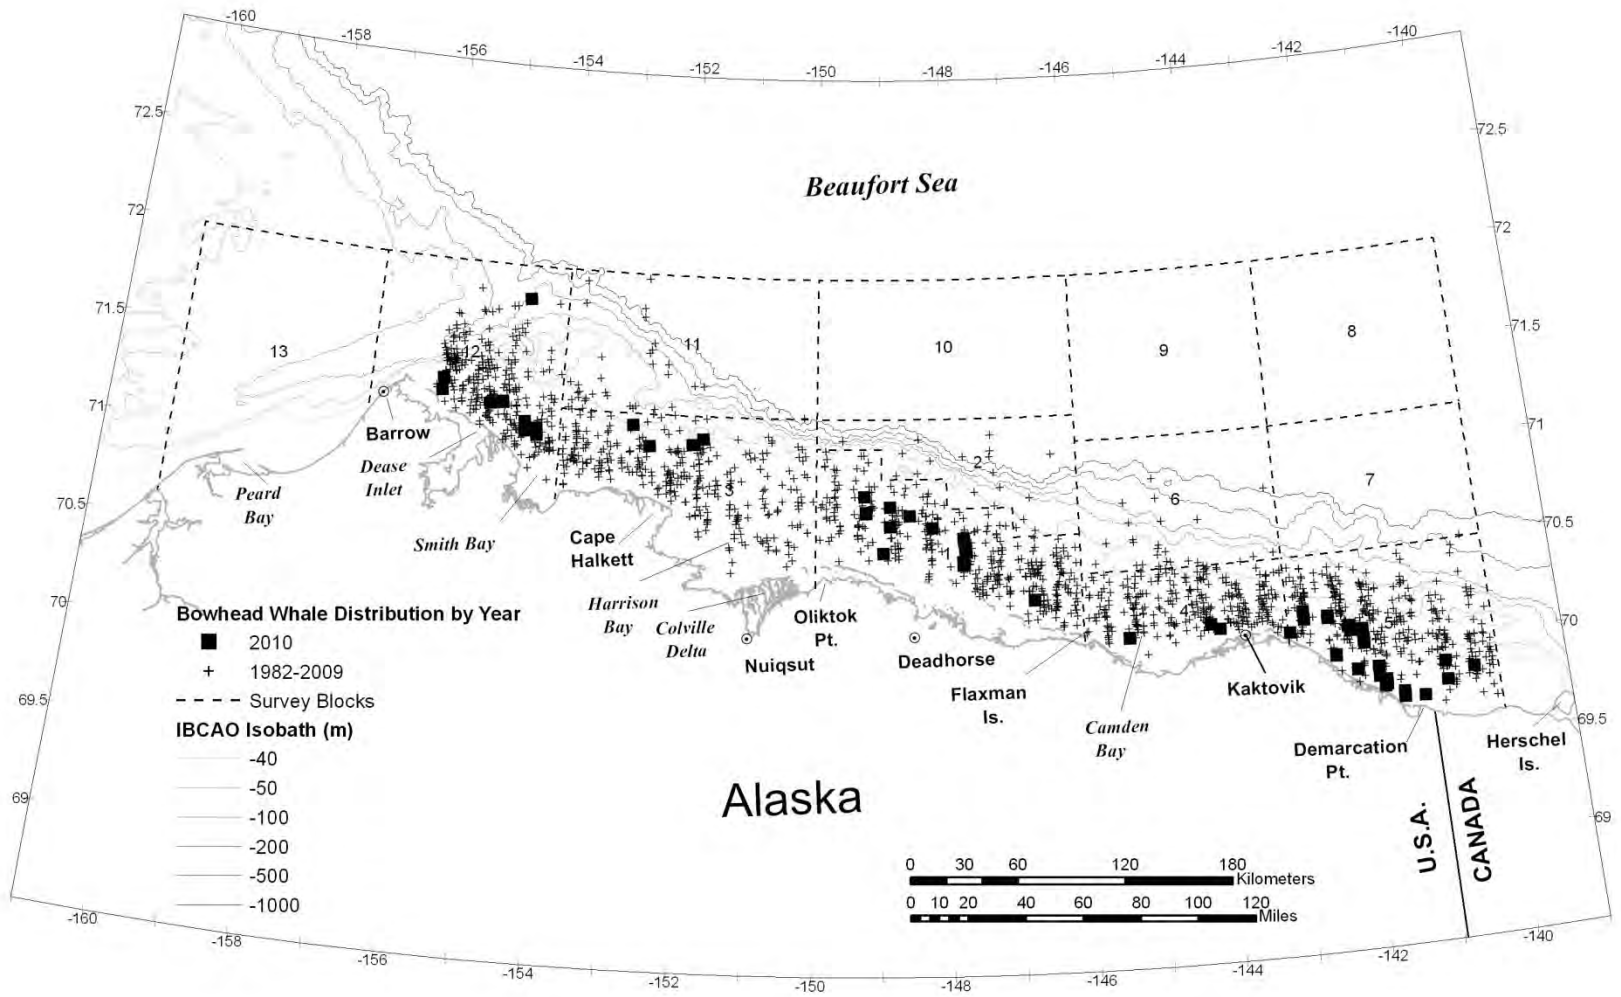 -160
-158
-156
-154
-152
-150
-148
-146
-142
-140
72.5
72.5
Beaufort Sea
72
72
71.5
71.5
13
12
11
10
9
8
71
71
Barrow
Dease
Inlet
Peard
Bay
Smith Bay
Cape
Halkett
3
2
6
7
70.5
70.5
4
Harrison
Bay
Colville
Delta
Oliktok
Pt.
Nuiqsut
Deadhorse
Flaxman
Is.
Camden
Bay
Kaktovik
Demarcation
Pt.
Herschel
Is.
70
70
69.5
69.5
69
69
Bowhead Whale Distribution by Year
2010
1982-2009
Survey Blocks
IBCAO Isobath (m)
-40
-50
-100
-200
-500
-1000
Alaska
U.S.A.
CANADA
0 30 60 120 180
Kilometers
0 10 20 40 60 80 100 120
Miles
-160
-158
-156
-154
-152
-150
-148
-146
-144
-142
-140